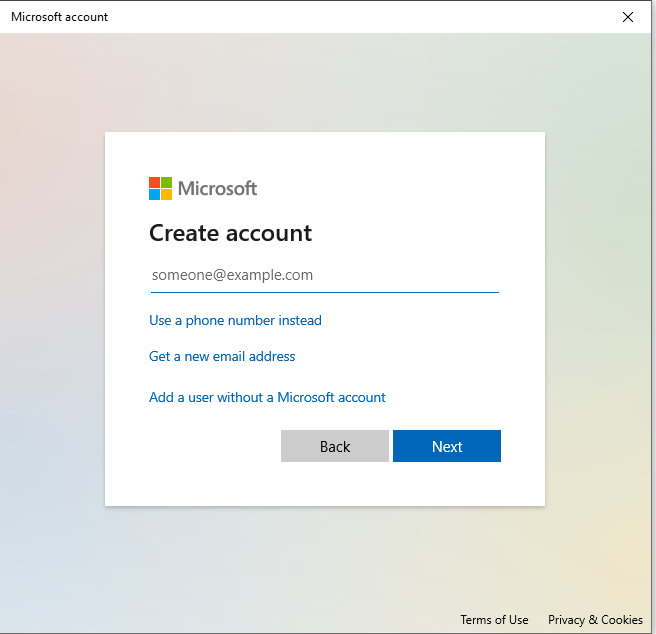 Microsoft account
Microsoft
Create account
someone@example.com
Use a phone number instead
Get a new email address
Add a user without a Microsoft account
Back Next
Terms of Use Privacy & Cookies